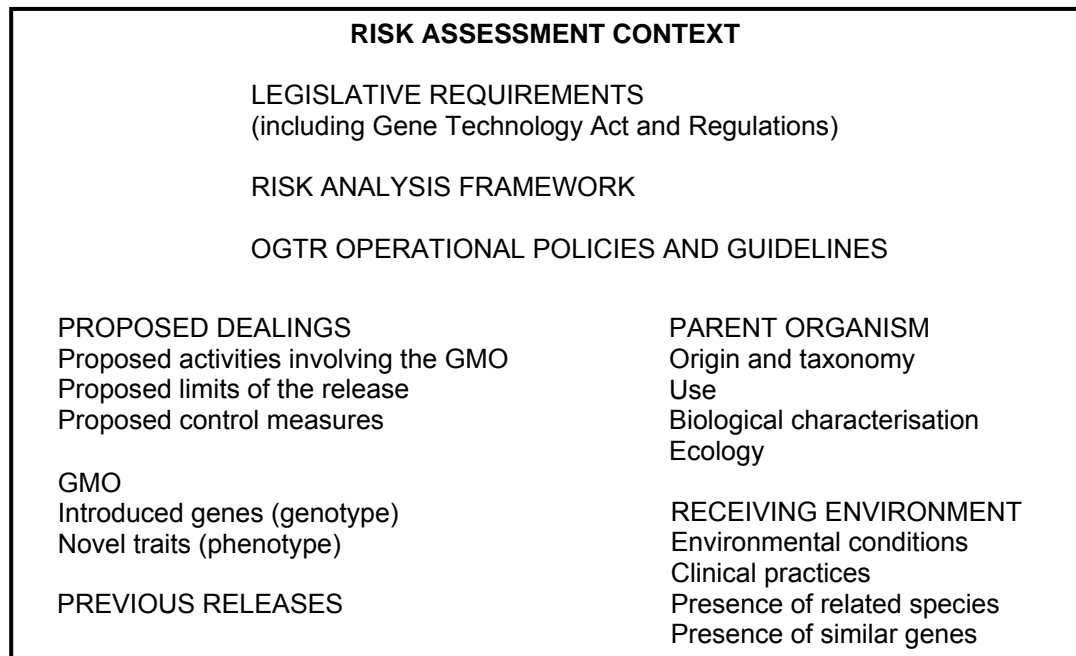 RISK ASSESSMENT CONTEXT
LEGISLATIVE REQUIREMENTS
(including Gene Technology Act and Regulations)
RISK ANALYSIS FRAMEWORK
OGTR OPERATIONAL POLICIES AND GUIDELINES
PROPOSED DEALINGS
Proposed activities involving the GMO
Proposed limits of the release
Proposed control measures
GMO
Introduced genes (genotype)
Novel traits (phenotype)
PREVIOUS RELEASES
PARENT ORGANISM
Origin and taxonomy
Use
Biological characterisation
Ecology
RECEIVING ENVIRONMENT
Environmental conditions
Clinical practices
Presence of related species
Presence of similar genes